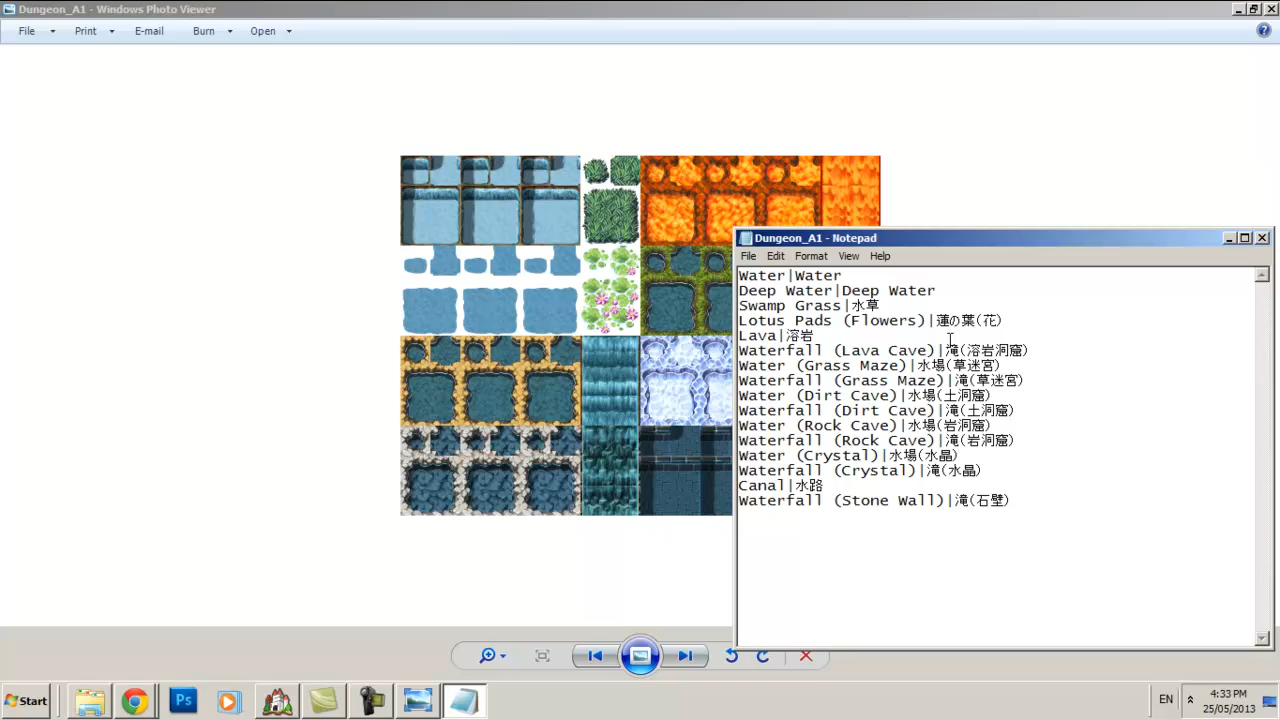 Dungeon_A1 - Windows Photo Viewer
File Print E-mail Burn Open
Dungeon_A1 - Notepad
File Edit Format View Help
Water|Water
Deep Water|Deep Water
Swamp Grass|水草
Lotus Pads (Flowers)|蓮の葉(花)
Lava|溶岩
Waterfall (Lava Cave)|滝(溶岩洞窟)
Water (Grass Maze)|水場(草迷宮)
Waterfall (Grass Maze)|滝(草迷宮)
Water (Dirt Cave)|水場(土洞窟)
Waterfall (Dirt Cave)|滝(土洞窟)
Water (Rock Cave)|水場(岩洞窟)
Waterfall (Rock Cave)|滝(岩洞窟)
Water (Crystal)|水場(水晶)
Waterfall (Crystal)|滝(水晶)
Canal|水路
Waterfall (Stone Wall)|滝(石壁)
Start
Ps
EN
4:33 PM
25/05/2013